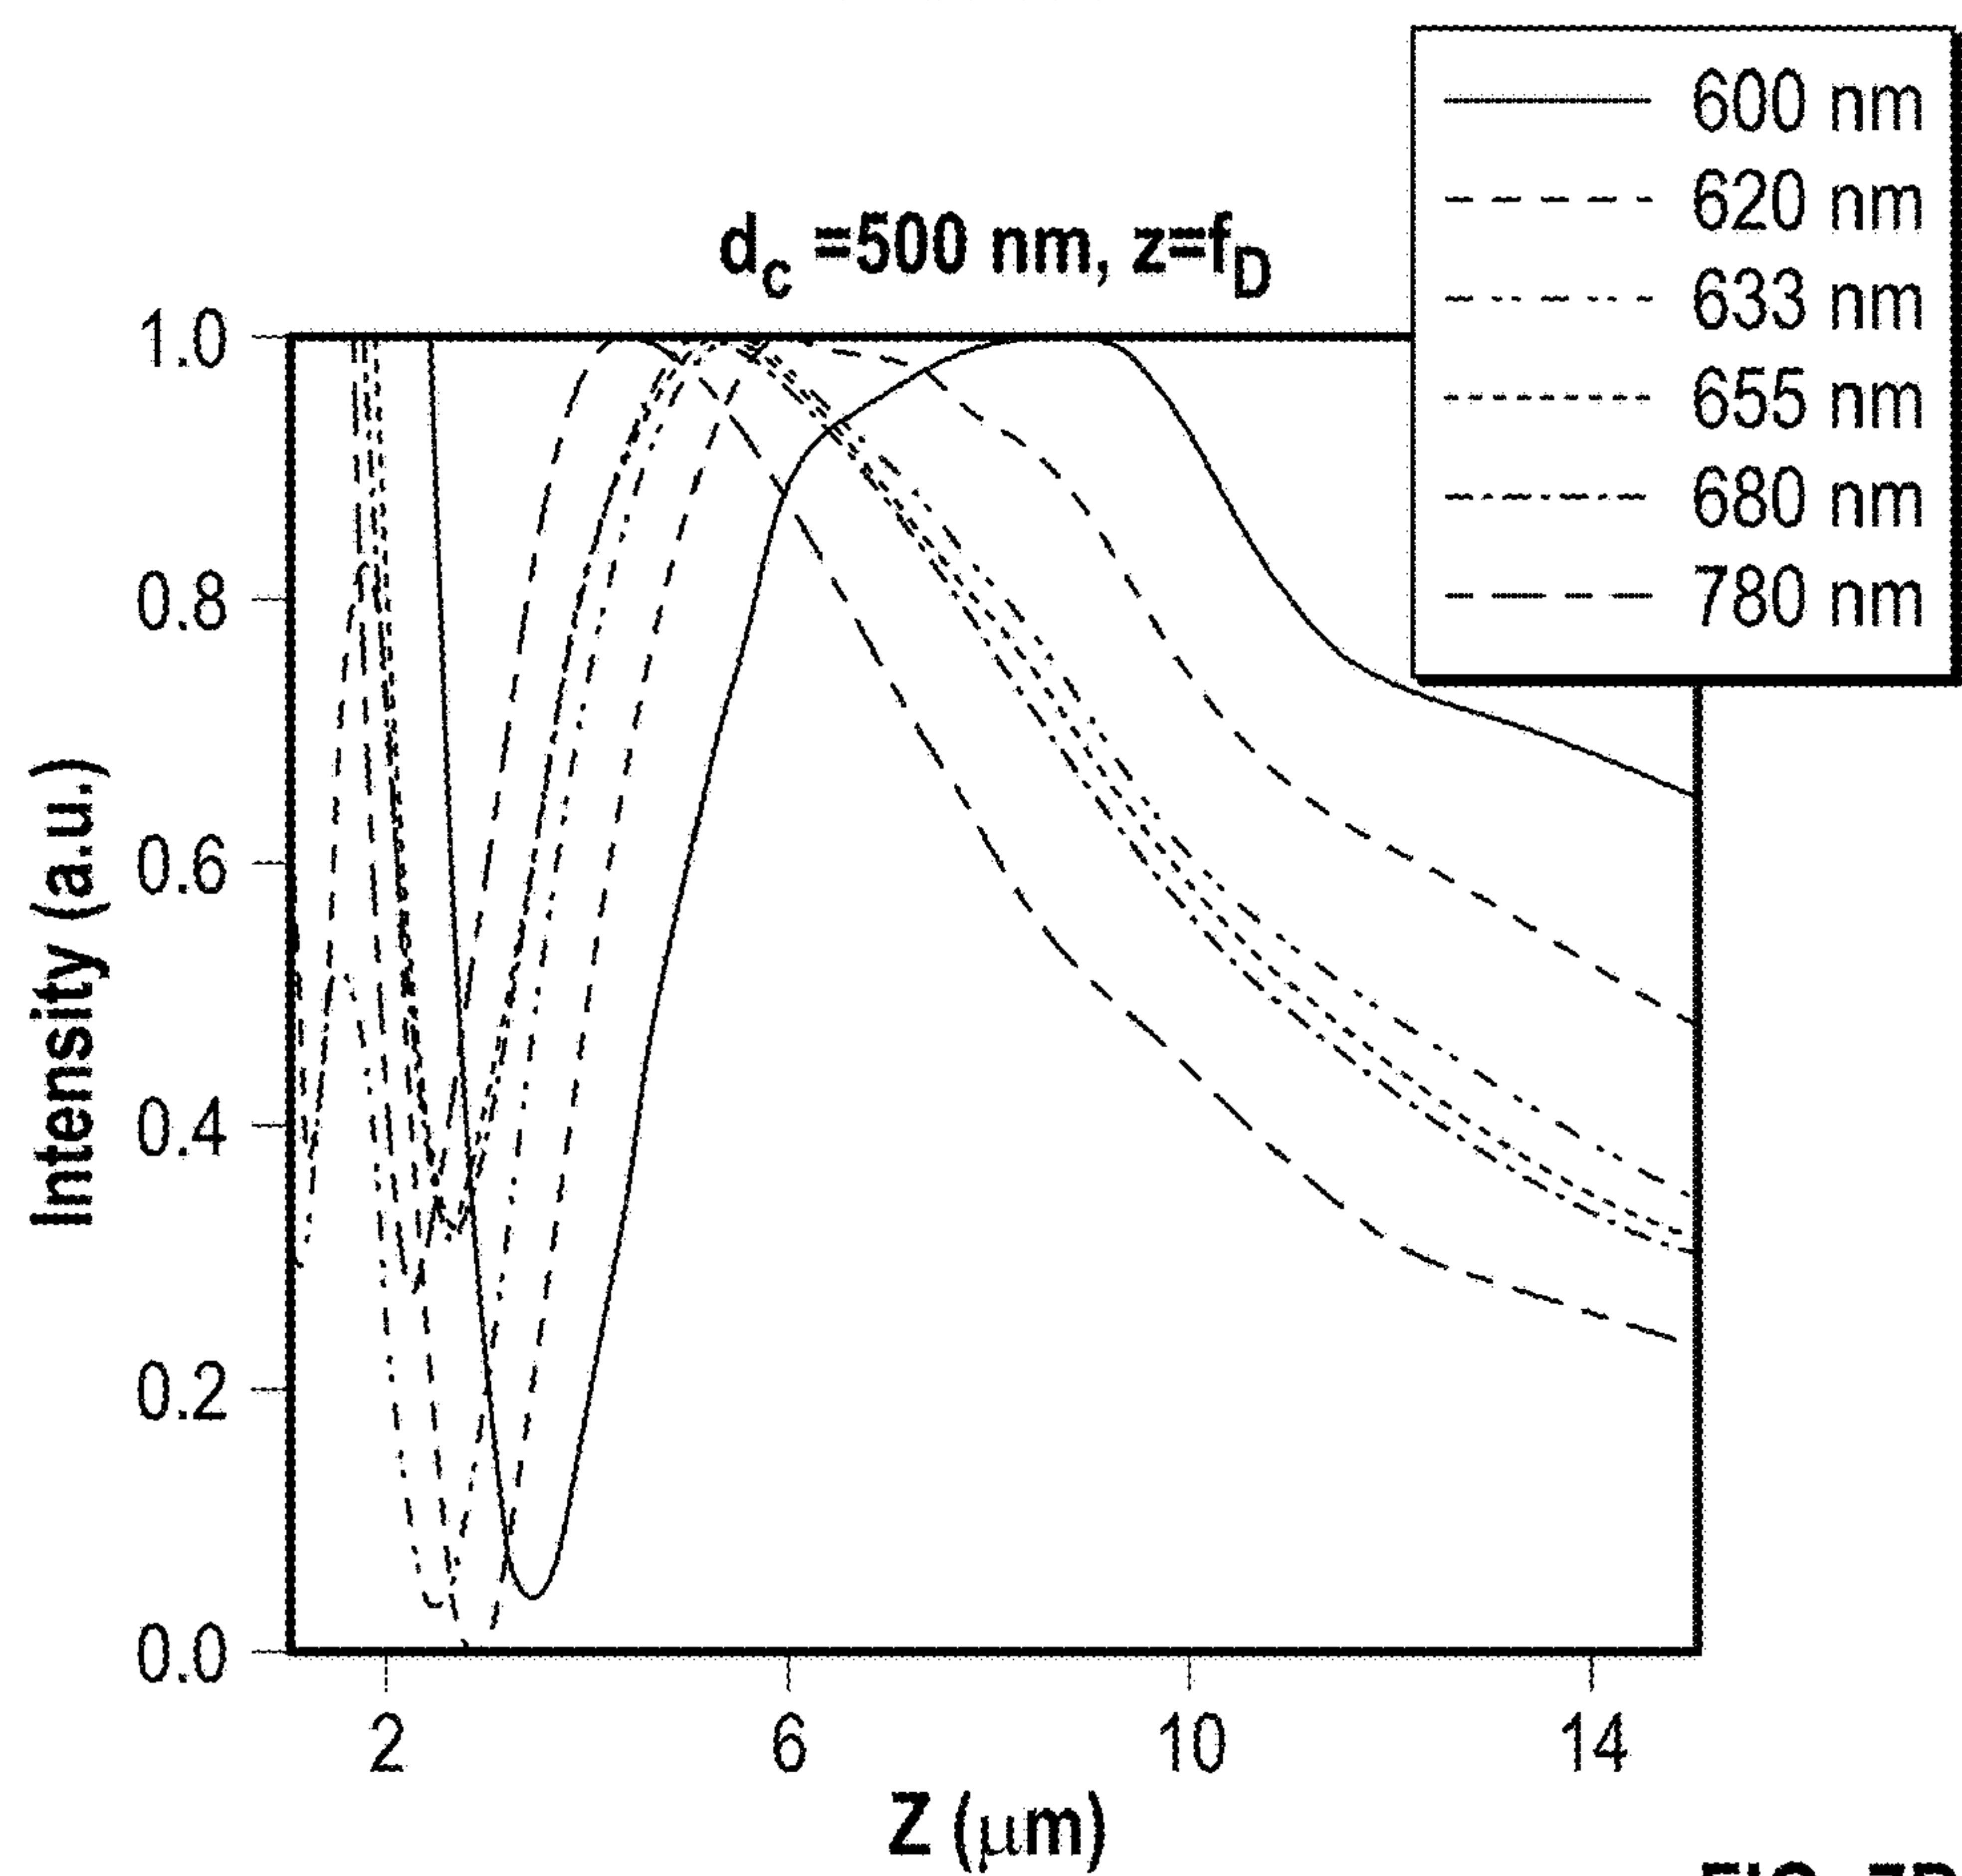 600 nm
620 nm
633 nm
655 nm
680 nm
780 nm
dc =500 nm, z=fD
1.0
0.8
0.6
0.4
0.2
0.0
Intensity (a.u.)
2 6 10 14
Z (μm)